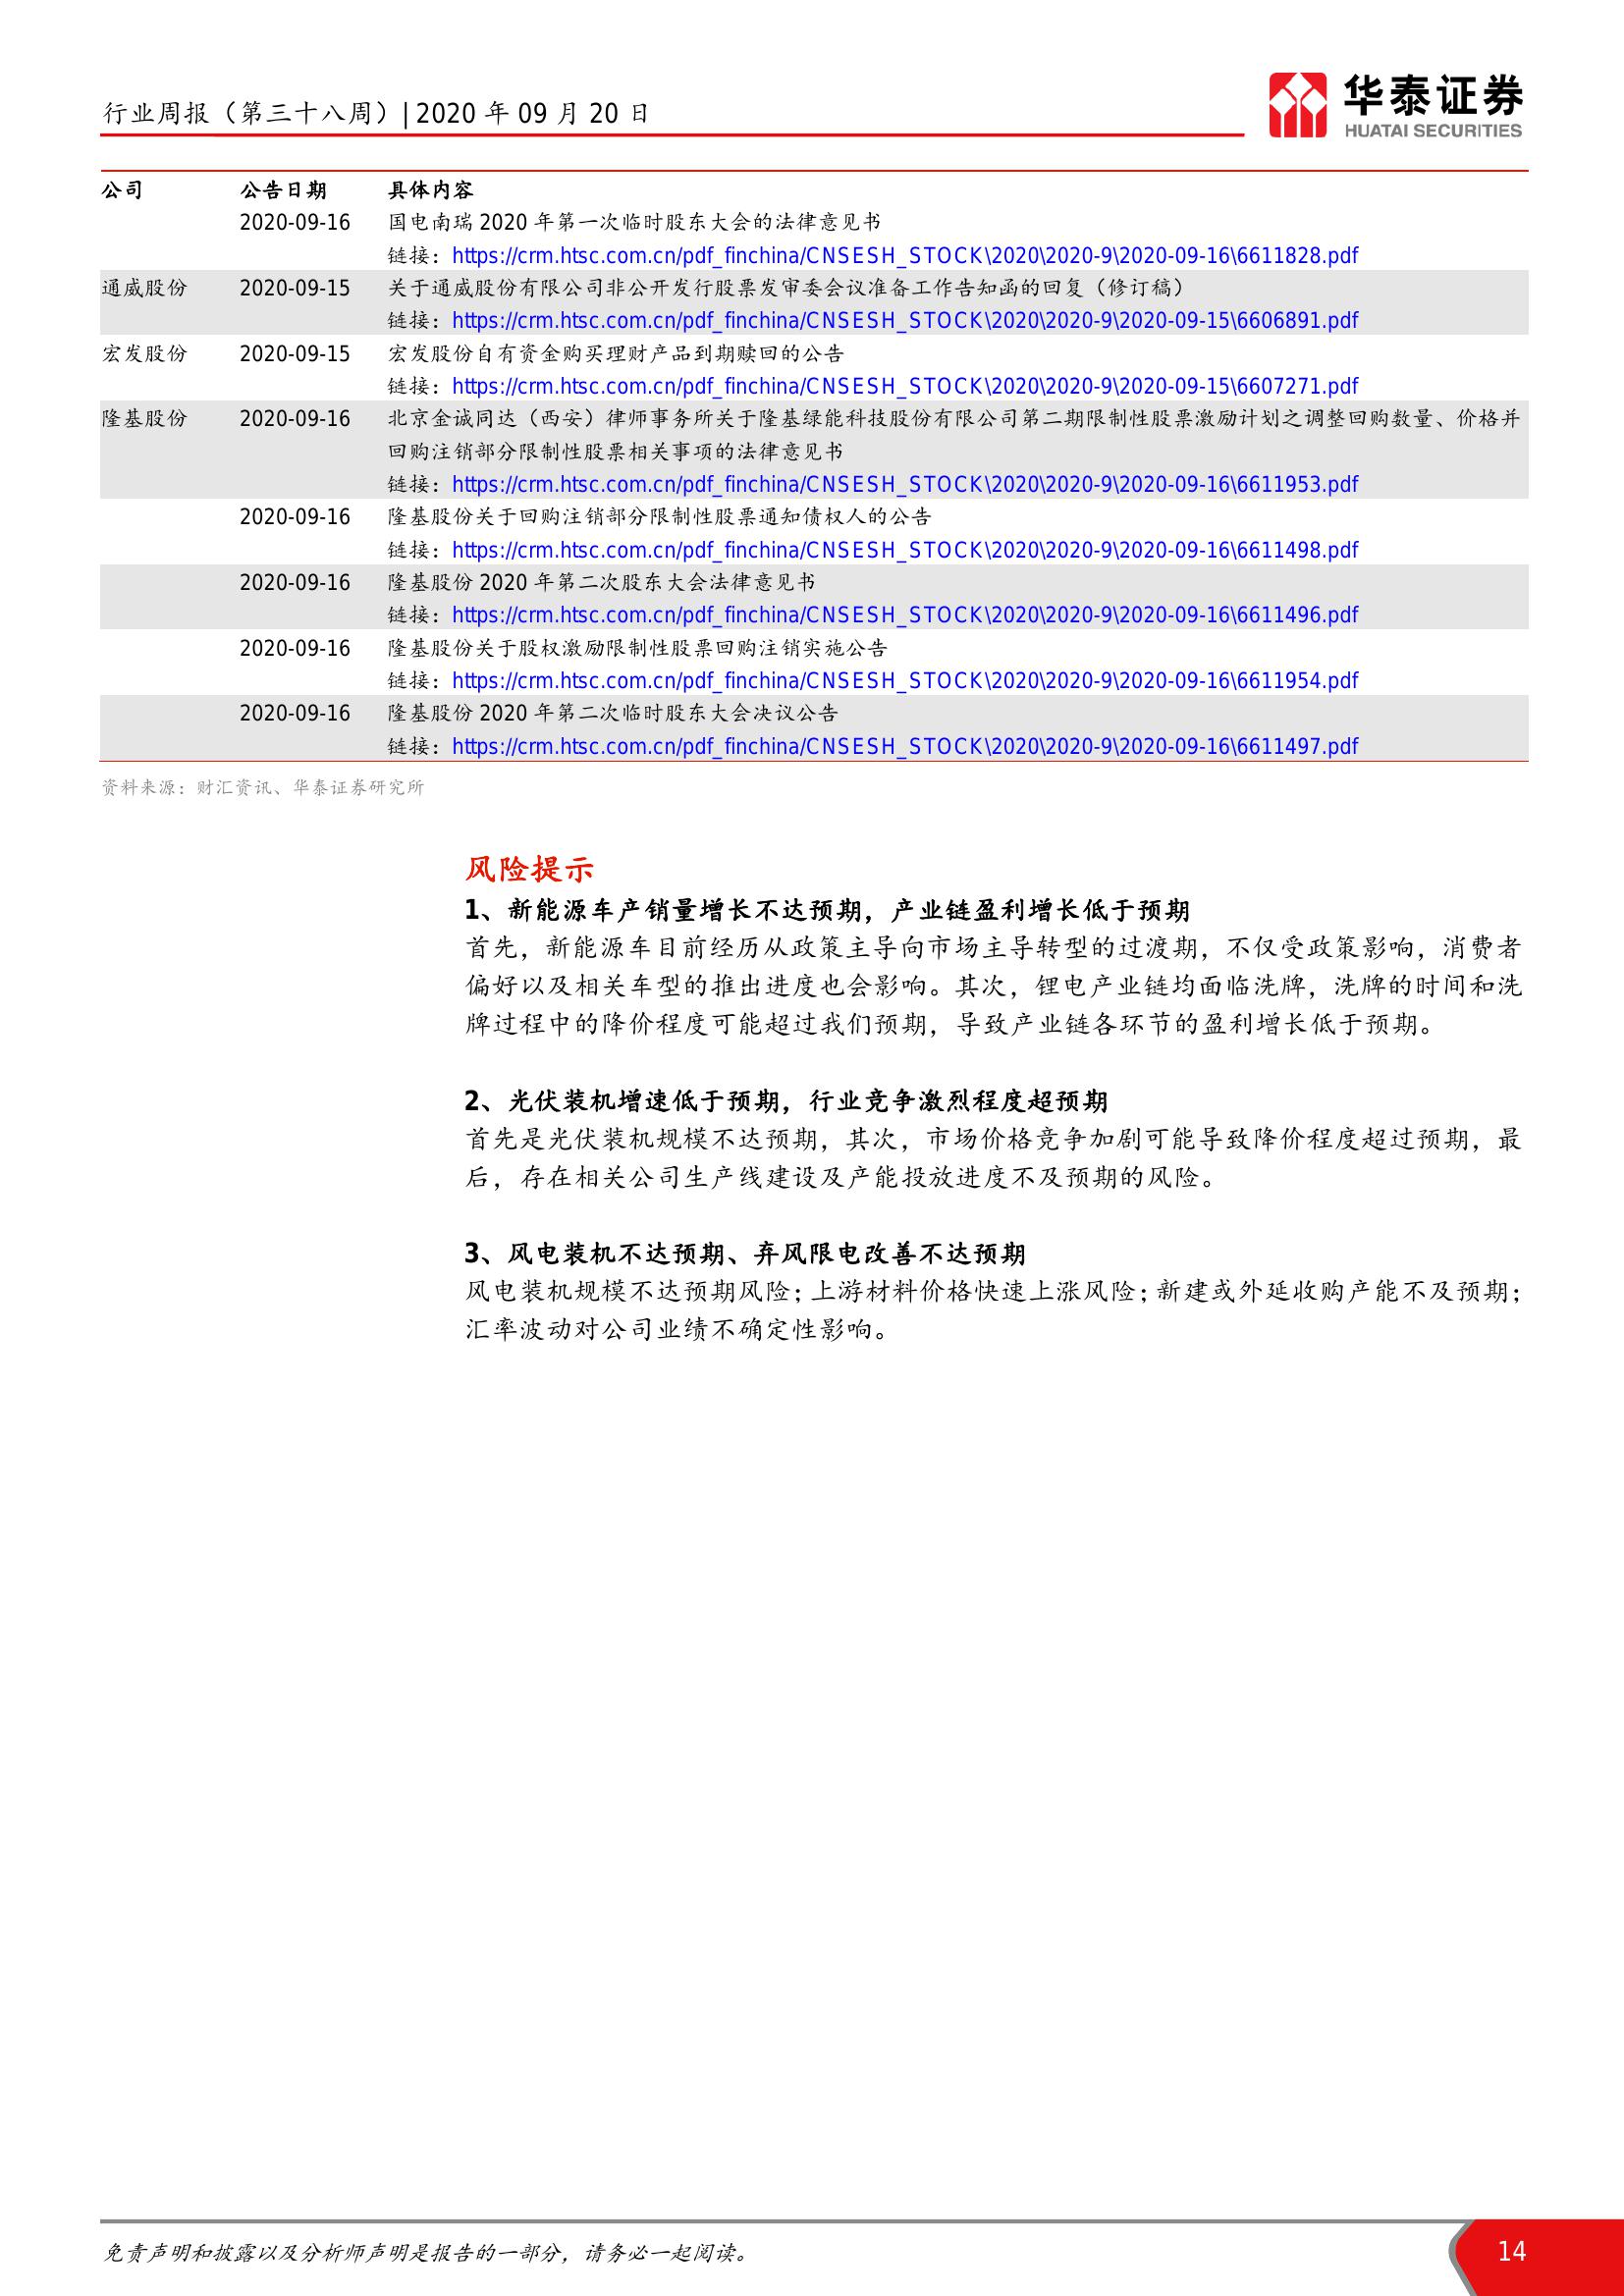 行业周报（第三十八周）| 2020 年 09 月 20 日
华泰证券
HUATAI SECURITIES
公司 公告日期 具体内容
2020-09-16 国电南瑞 2020 年第一次临时股东大会的法律意见书
链接：https://crm.htsc.com.cn/pdf_finchina/CNSESH_STOCK\2020\2020-9\2020-09-16\6611828.pdf
通威股份 2020-09-15 关于通威股份有限公司非公开发行股票发审委会议准备工作告知函的回复（修订稿）
链接：https://crm.htsc.com.cn/pdf_finchina/CNSESH_STOCK\2020\2020-9\2020-09-15\6606891.pdf
宏发股份 2020-09-15 宏发股份自有资金购买理财产品到期赎回的公告
链接：https://crm.htsc.com.cn/pdf_finchina/CNSESH_STOCK\2020\2020-9\2020-09-15\6607271.pdf
隆基股份 2020-09-16 北京金诚同达（西安）律师事务所关于隆基绿能科技股份有限公司第二期限制性股票激励计划之调整回购数量、价格并
回购注销部分限制性股票相关事项的法律意见书
链接：https://crm.htsc.com.cn/pdf_finchina/CNSESH_STOCK\2020\2020-9\2020-09-16\6611953.pdf
2020-09-16 隆基股份关于回购注销部分限制性股票通知债权人的公告
链接：https://crm.htsc.com.cn/pdf_finchina/CNSESH_STOCK\2020\2020-9\2020-09-16\6611498.pdf
2020-09-16 隆基股份 2020 年第二次股东大会法律意见书
链接：https://crm.htsc.com.cn/pdf_finchina/CNSESH_STOCK\2020\2020-9\2020-09-16\6611496.pdf
2020-09-16 隆基股份关于股权激励限制性股票回购注销实施公告
链接：https://crm.htsc.com.cn/pdf_finchina/CNSESH_STOCK\2020\2020-9\2020-09-16\6611954.pdf
2020-09-16 隆基股份 2020 年第二次临时股东大会决议公告
链接：https://crm.htsc.com.cn/pdf_finchina/CNSESH_STOCK\2020\2020-9\2020-09-16\6611497.pdf
资料来源：财汇资讯、华泰证券研究所
风险提示
1、新能源车产销量增长不达预期，产业链盈利增长低于预期
首先，新能源车目前经历从政策主导向市场主导转型的过渡期，不仅受政策影响，消费者
偏好以及相关车型的推出进度也会影响。其次，锂电产业链均面临洗牌，洗牌的时间和洗
牌过程中的降价程度可能超过我们预期，导致产业链各环节的盈利增长低于预期。
2、光伏装机增速低于预期，行业竞争激烈程度超预期
首先是光伏装机规模不达预期，其次，市场价格竞争加剧可能导致降价程度超过预期，最
后，存在相关公司生产线建设及产能投放进度不及预期的风险。
3、风电装机不达预期、弃风限电改善不达预期
风电装机规模不达预期风险；上游材料价格快速上涨风险；新建或外延收购产能不及预期；
汇率波动对公司业绩不确定性影响。
免责声明和披露以及分析师声明是报告的一部分，请务必一起阅读。
14